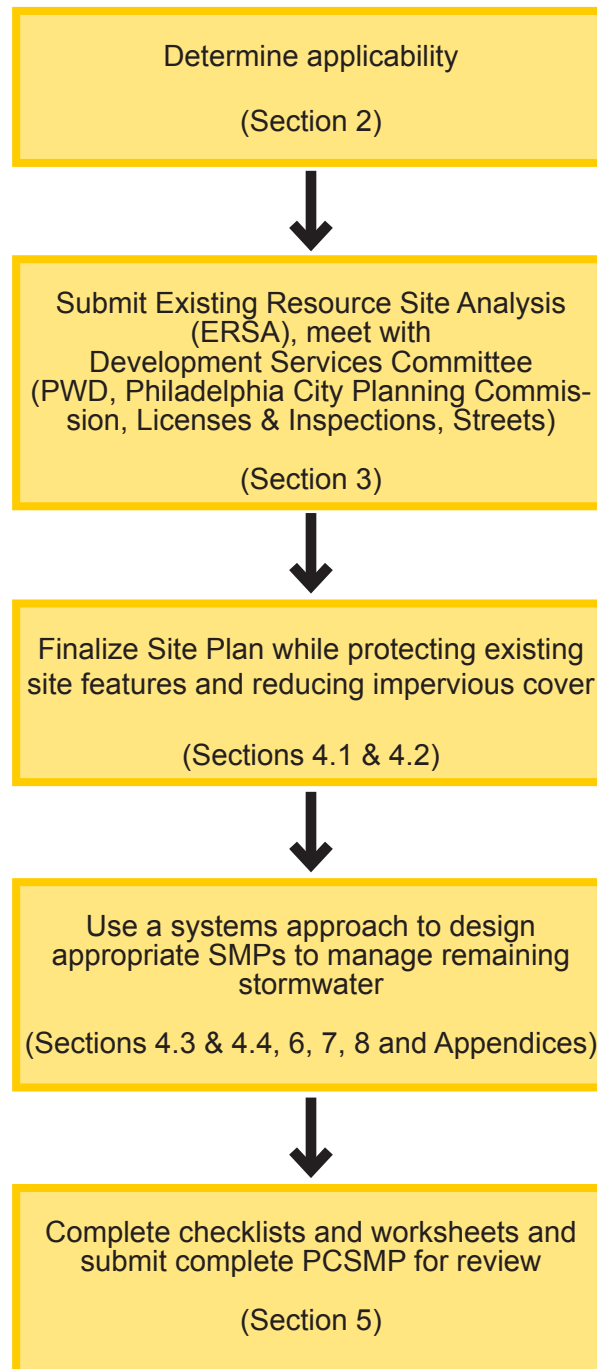 Determine applicability
(Section 2)
Submit Existing Resource Site Analysis
(ERSA), meet with
Development Services Committee
(PWD, Philadelphia City Planning Commis-
sion, Licenses & Inspections, Streets)
(Section 3)
Finalize Site Plan while protecting existing
site features and reducing impervious cover
(Sections 4.1 & 4.2)
Use a systems approach to design
appropriate SMPs to manage remaining
stormwater
(Sections 4.3 & 4.4, 6, 7, 8 and Appendices)
Complete checklists and worksheets and
submit complete PCSMP for review
(Section 5)